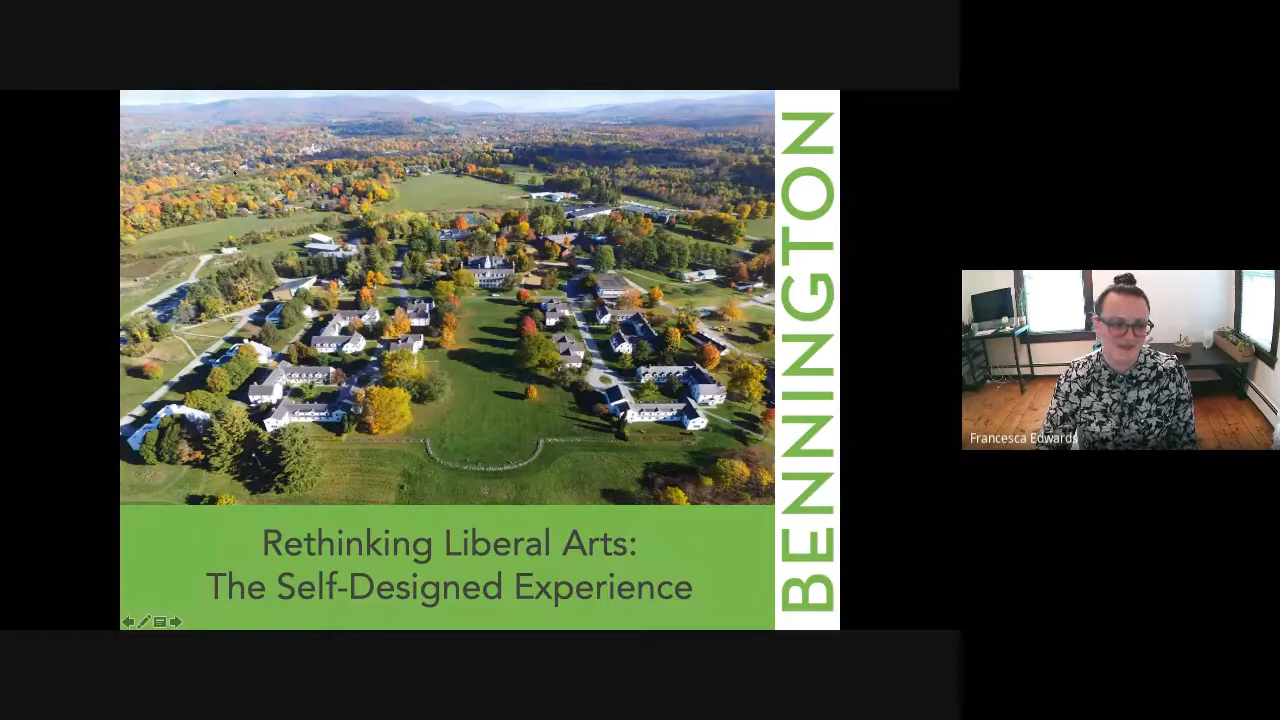 BENNINGTON
Rethinking Liberal Arts:
The Self-Designed Experience
Francesca Edwards